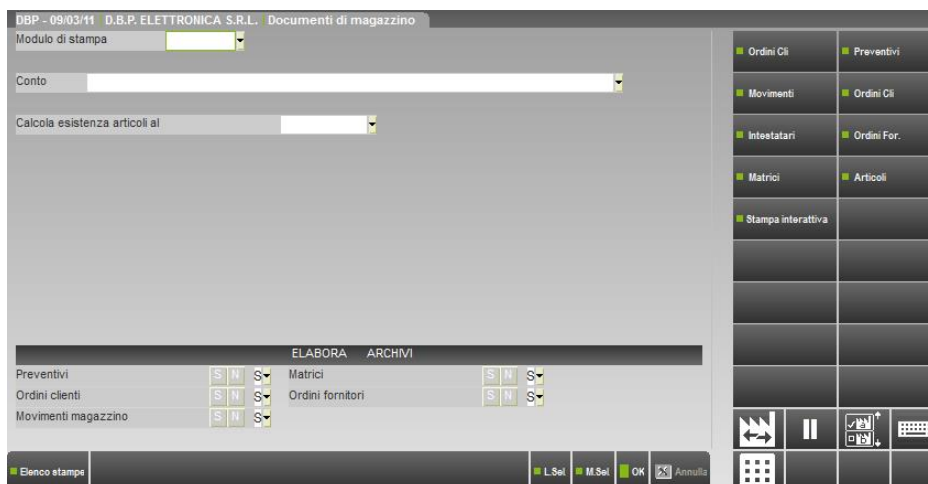 DBP - 09/03/11 D.B.P. ELETTRONICA S.R.L. Documenti di magazzino
Modulo di stampa
Conto
Calcola esistenza articoli al
ELABORA ARCHIVI
Preventivi S N S Matrici S N S
Ordini clienti S N S Ordini fornitori S N S
Movimenti magazzino S N S
Elenco stampe L.Sel M.Sel OK Annulla
Ordini Cli Preventivi
Movimenti Ordini Cli
Intestatari Ordini For.
Matrici Articoli
Stampa interattiva